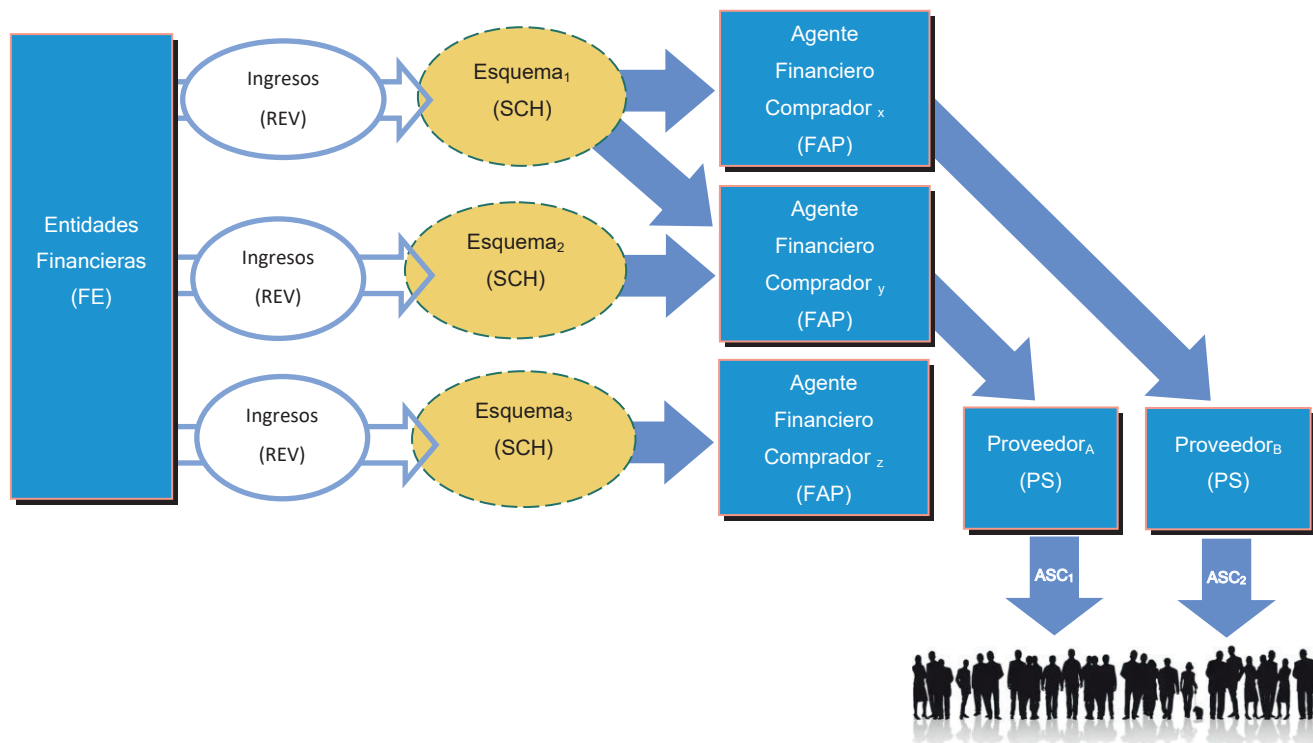 Entidades
Financieras
(FE)
Ingresos
(REV)
Esquema₁
(SCH)
Agente
Financiero
Comprador x
(FAP)
Ingresos
(REV)
Esquema₂
(SCH)
Agente
Financiero
Comprador y
(FAP)
Ingresos
(REV)
Esquema₃
(SCH)
Agente
Financiero
Comprador z
(FAP)
ProveedorA
(PS)
ProveedorB
(PS)
ASC₁
ASC₂